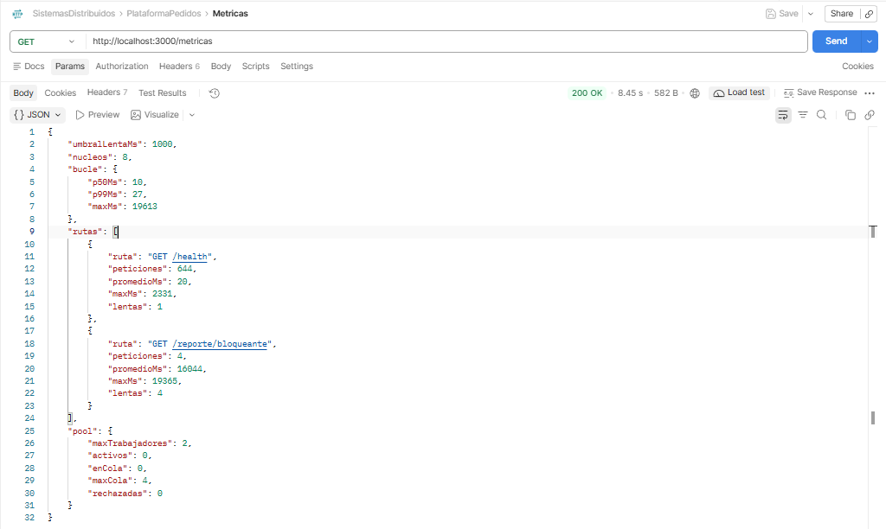 SistemasDistribuidos > PlataformaPedidos > Metricas
Save
Share
GET
http://localhost:3000/metricas
Send
Docs Params Authorization Headers 6 Body Scripts Settings
Cookies
Body Cookies Headers 7 Test Results
200 OK · 8.45 s · 582 B ·
Load test
Save Response
{ } JSON
Preview
Visualize
1 {
2 "umbralLentaMs": 1000,
3 "nucleos": 8,
4 "bucle": {
5 "p50Ms": 10,
6 "p99Ms": 27,
7 "maxMs": 19613
8 },
9 "rutas": [
10 {
11 "ruta": "GET /health",
12 "peticiones": 644,
13 "promedioMs": 20,
14 "maxMs": 2331,
15 "lentas": 1
16 },
17 {
18 "ruta": "GET /reporte/bloqueante",
19 "peticiones": 4,
20 "promedioMs": 16044,
21 "maxMs": 19365,
22 "lentas": 4
23 }
24 ],
25 "pool": {
26 "maxTrabajadores": 2,
27 "activos": 0,
28 "enCola": 0,
29 "maxCola": 4,
30 "rechazadas": 0
31 }
32 }